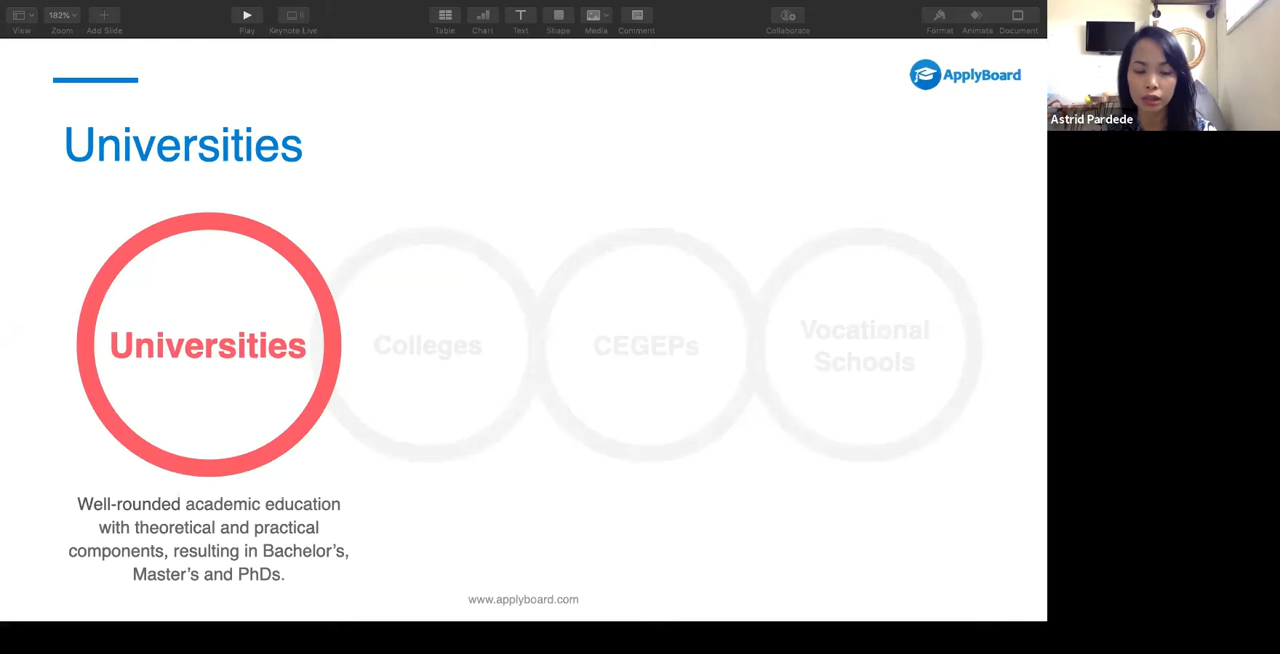 View
182%
Zoom
Add Slide
Play
Keynote Live
Table
Chart
Text
Shape
Media
Comment
Collaborate
Format
Animate
Document
ApplyBoard
Astrid Pardede
Universities
Universities
Colleges
CEGEPs
Vocational
Schools
Well-rounded academic education
with theoretical and practical
components, resulting in Bachelor’s,
Master’s and PhDs.
www.applyboard.com